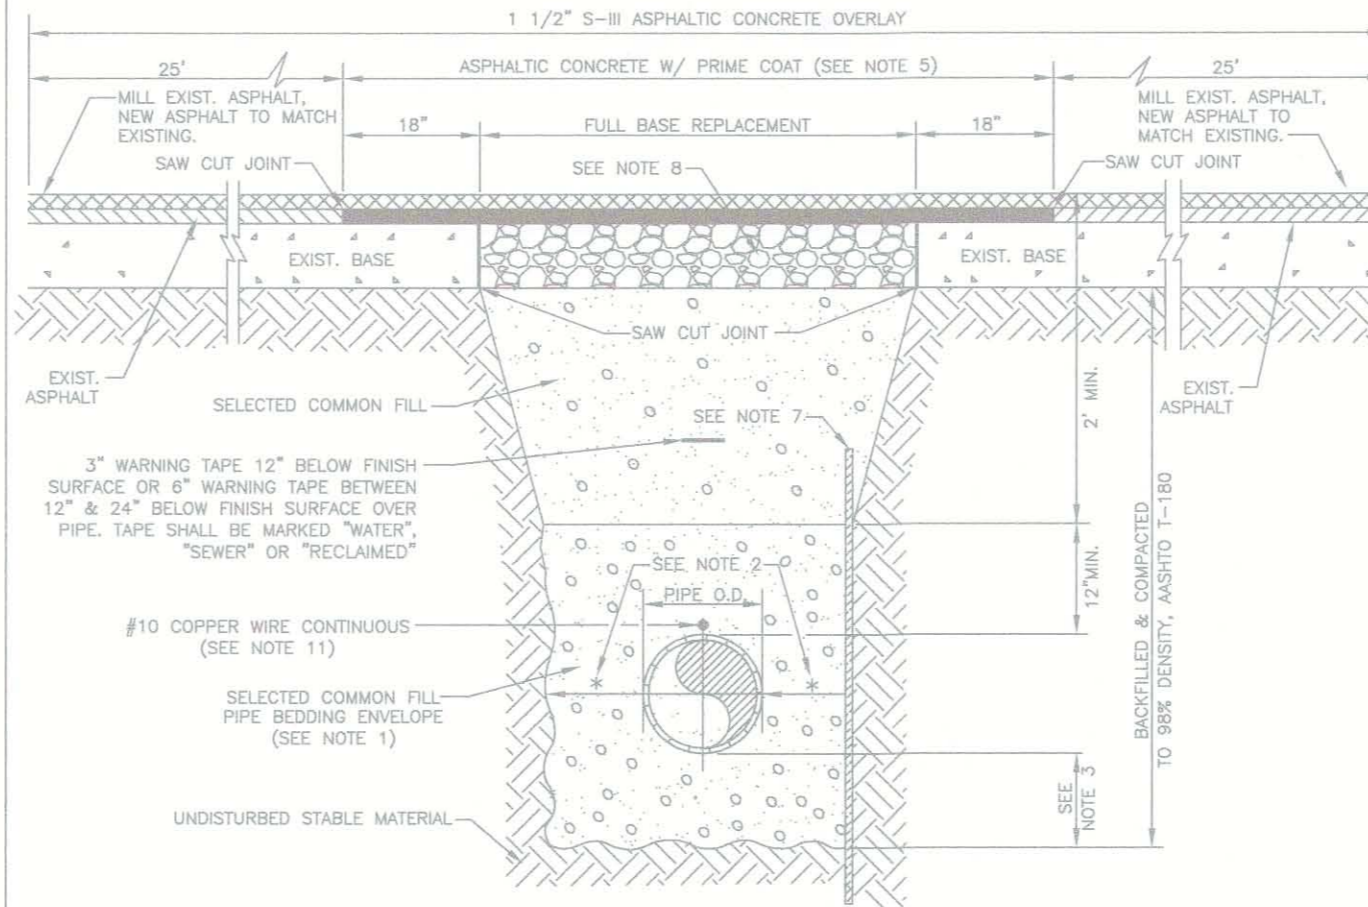 1 1/2" S-III ASPHALTIC CONCRETE OVERLAY
25'
ASPHALTIC CONCRETE W/ PRIME COAT (SEE NOTE 5)
25'
MILL EXIST. ASPHALT,
NEW ASPHALT TO MATCH
EXISTING.
MILL EXIST. ASPHALT,
NEW ASPHALT TO
MATCH EXISTING.
18"
FULL BASE REPLACEMENT
18"
SAW CUT JOINT
SEE NOTE 8
SAW CUT JOINT
EXIST. BASE
EXIST. BASE
SAW CUT JOINT
EXIST.
ASPHALT
EXIST.
ASPHALT
SELECTED COMMON FILL
SEE NOTE 7
2' MIN.
3" WARNING TAPE 12" BELOW FINISH
SURFACE OR 6" WARNING TAPE BETWEEN
12" & 24" BELOW FINISH SURFACE OVER
PIPE. TAPE SHALL BE MARKED "WATER",
"SEWER" OR "RECLAIMED"
SEE NOTE 2
PIPE O.D.
12"MIN.
BACKFILLED & COMPACTED
TO 98% DENSITY, AASHTO T-180
#10 COPPER WIRE CONTINUOUS
(SEE NOTE 11)
* *
SELECTED COMMON FILL
PIPE BEDDING ENVELOPE
(SEE NOTE 1)
SEE
NOTE 3
UNDISTURBED STABLE MATERIAL